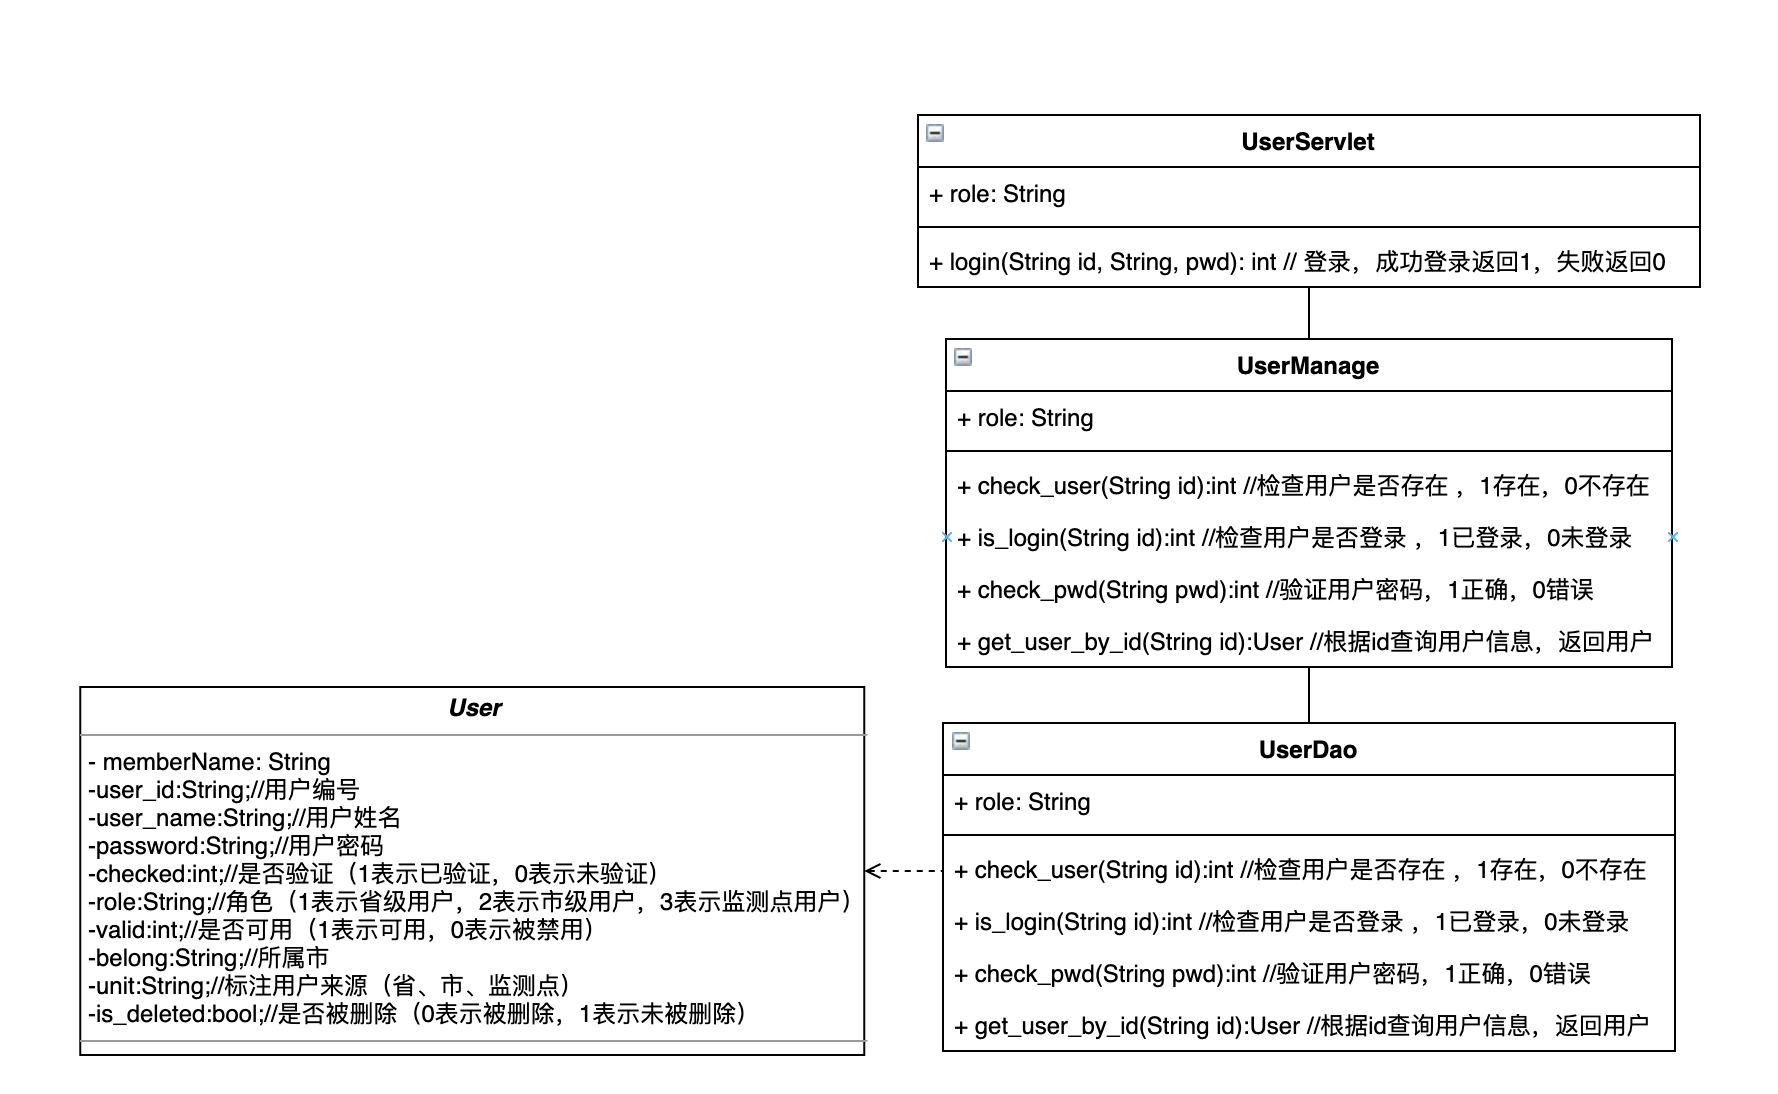 UserServlet
+ role: String
+ login(String id, String, pwd): int // 登录，成功登录返回1，失败返回0
UserManage
+ role: String
+ check_user(String id):int //检查用户是否存在 ，1存在，0不存在
+ is_login(String id):int //检查用户是否登录 ，1已登录，0未登录
+ check_pwd(String pwd):int //验证用户密码，1正确，0错误
+ get_user_by_id(String id):User //根据id查询用户信息，返回用户
User
- memberName: String
-user_id:String;//用户编号
-user_name:String;//用户姓名
-password:String;//用户密码
-checked:int;//是否验证（1表示已验证，0表示未验证）
-role:String;//角色（1表示省级用户，2表示市级用户，3表示监测点用户）
-valid:int;//是否可用（1表示可用，0表示被禁用）
-belong:String;//所属市
-unit:String;//标注用户来源（省、市、监测点）
-is_deleted:bool;//是否被删除（0表示被删除，1表示未被删除）
UserDao
+ role: String
+ check_user(String id):int //检查用户是否存在 ，1存在，0不存在
+ is_login(String id):int //检查用户是否登录 ，1已登录，0未登录
+ check_pwd(String pwd):int //验证用户密码，1正确，0错误
+ get_user_by_id(String id):User //根据id查询用户信息，返回用户